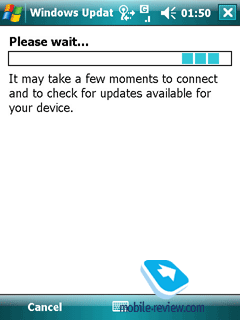 Windows Updat G 01:50
Please wait...
It may take a few moments to connect
and to check for updates available for
your device.
mobile-review.com
Cancel